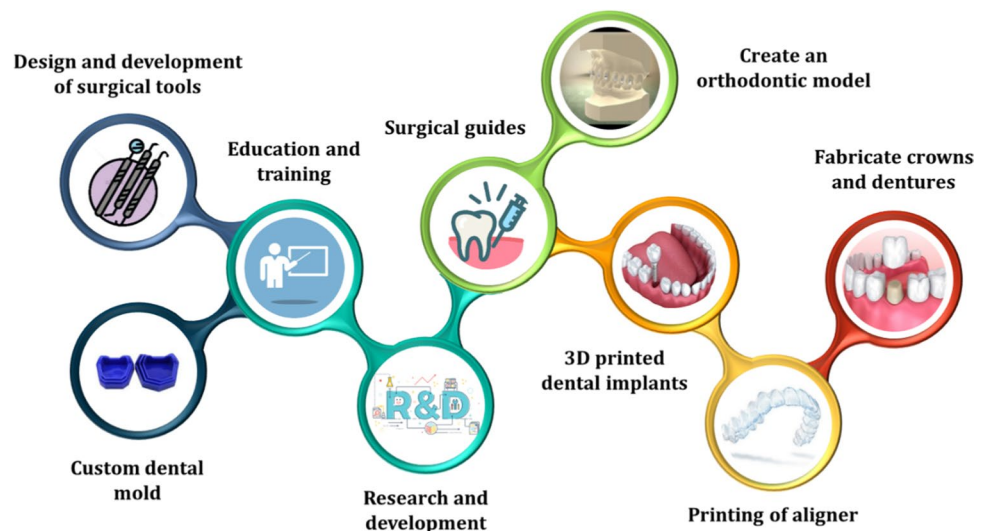 Design and development
of surgical tools
Education and
training
Custom dental
mold
R&D
Research and
development
Surgical guides
Create an
orthodontic model
3D printed
dental implants
Fabricate crowns
and dentures
Printing of aligner